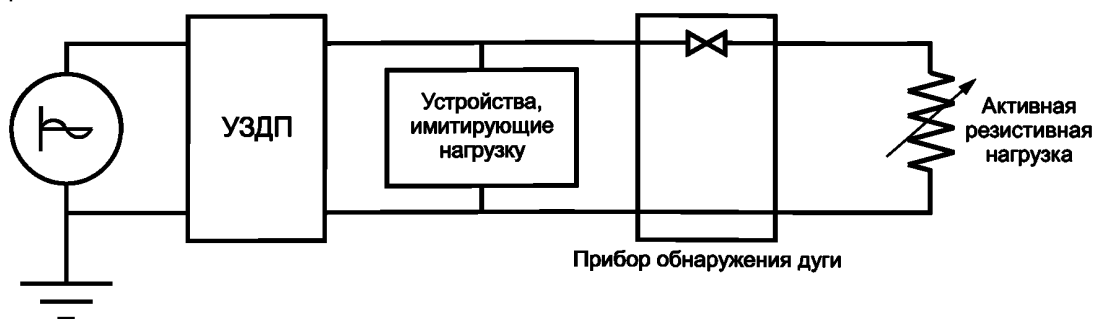 УЗДП
Устройства,
имитирующие
нагрузку
Активная
резистивная
нагрузка
Прибор обнаружения дуги